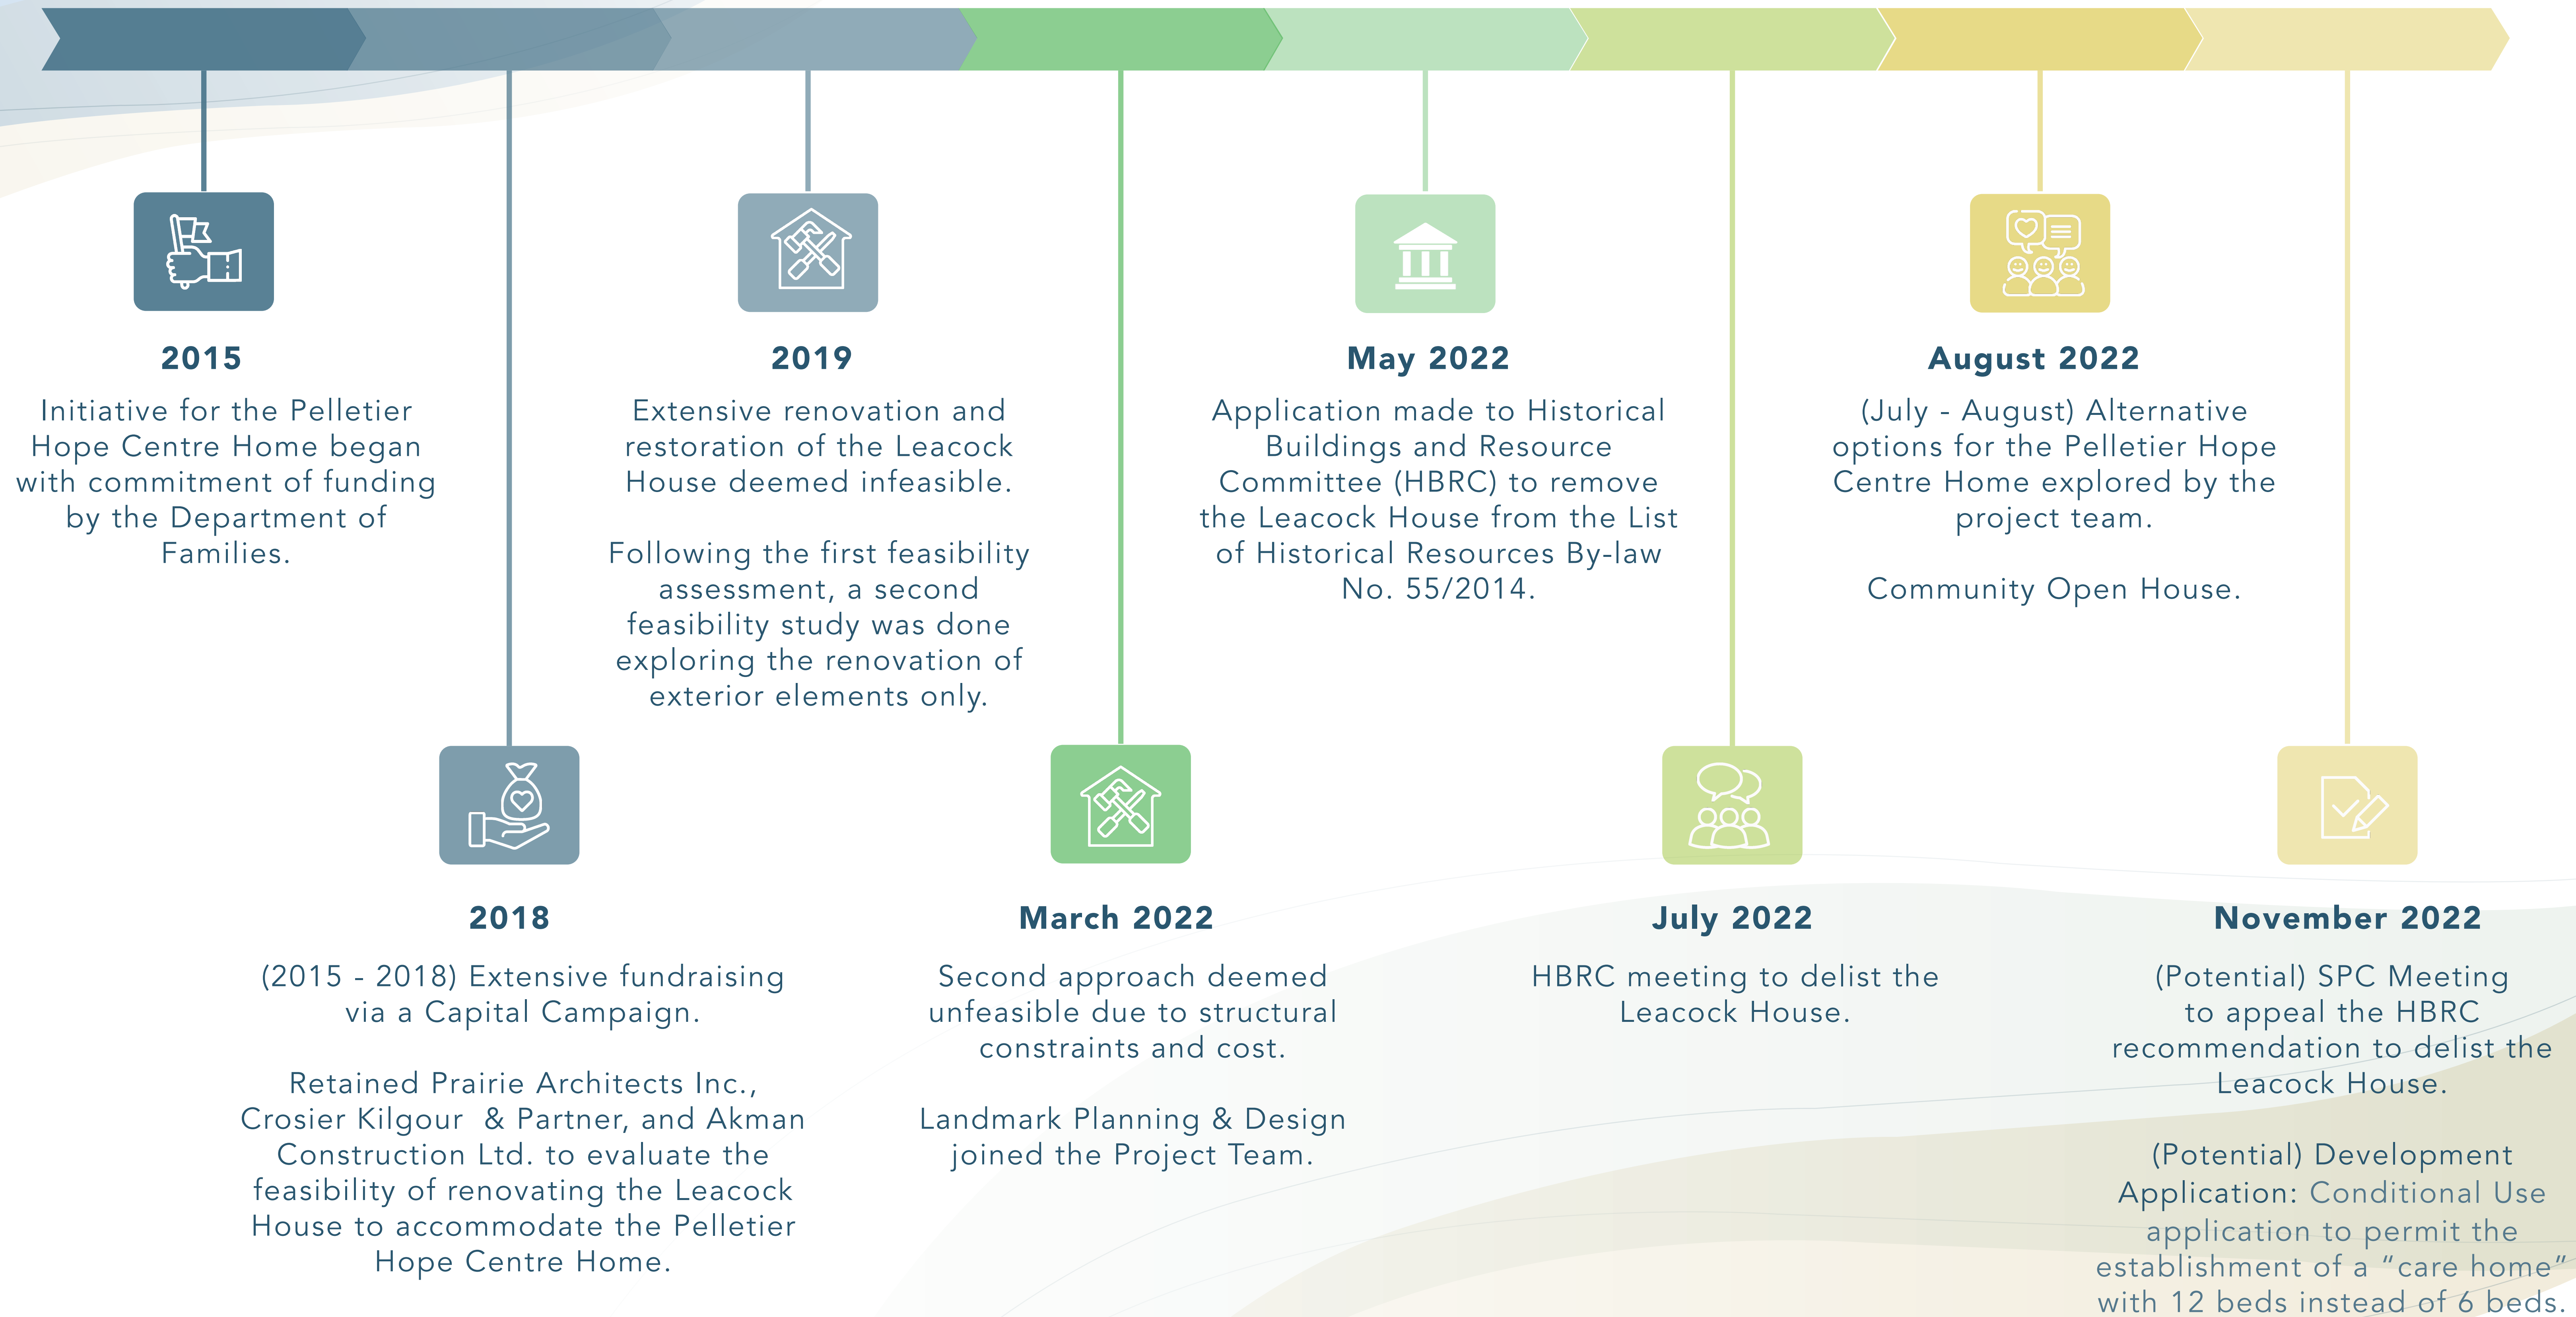 2015
Initiative for the Pelletier
Hope Centre Home began
with commitment of funding
by the Department of
Families.
2018
(2015 - 2018) Extensive fundraising
via a Capital Campaign.
Retained Prairie Architects Inc.,
Crosier Kilgour & Partner, and Akman
Construction Ltd. to evaluate the
feasibility of renovating the Leacock
House to accommodate the Pelletier
Hope Centre Home.
2019
Extensive renovation and
restoration of the Leacock
House deemed infeasible.
Following the first feasibility
assessment, a second
feasibility study was done
exploring the renovation of
exterior elements only.
March 2022
Second approach deemed
unfeasible due to structural
constraints and cost.
Landmark Planning & Design
joined the Project Team.
May 2022
Application made to Historical
Buildings and Resource
Committee (HBRC) to remove
the Leacock House from the List
of Historical Resources By-law
No. 55/2014.
July 2022
HBRC meeting to delist the
Leacock House.
August 2022
(July - August) Alternative
options for the Pelletier Hope
Centre Home explored by the
project team.
Community Open House.
November 2022
(Potential) SPC Meeting
to appeal the HBRC
recommendation to delist the
Leacock House.
(Potential) Development
Application: Conditional Use
application to permit the
establishment of a “care home”
with 12 beds instead of 6 beds.